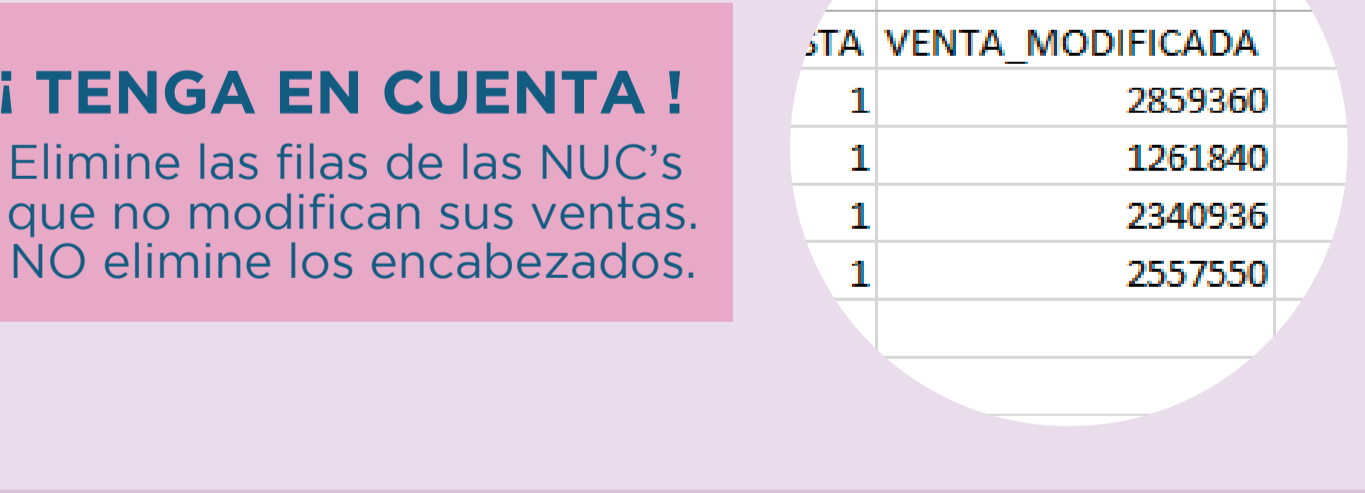 ¡ TENGA EN CUENTA !
Elimine las filas de las NUC’s
que no modifican sus ventas.
NO elimine los encabezados.
STA VENTA_MODIFICADA
1 2859360
1 1261840
1 2340936
1 2557550